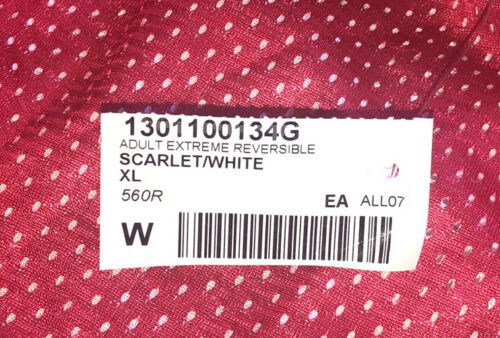 1301100134G
ADULT EXTREME REVERSIBLE
SCARLET/WHITE
XL
560R EA ALL07
W